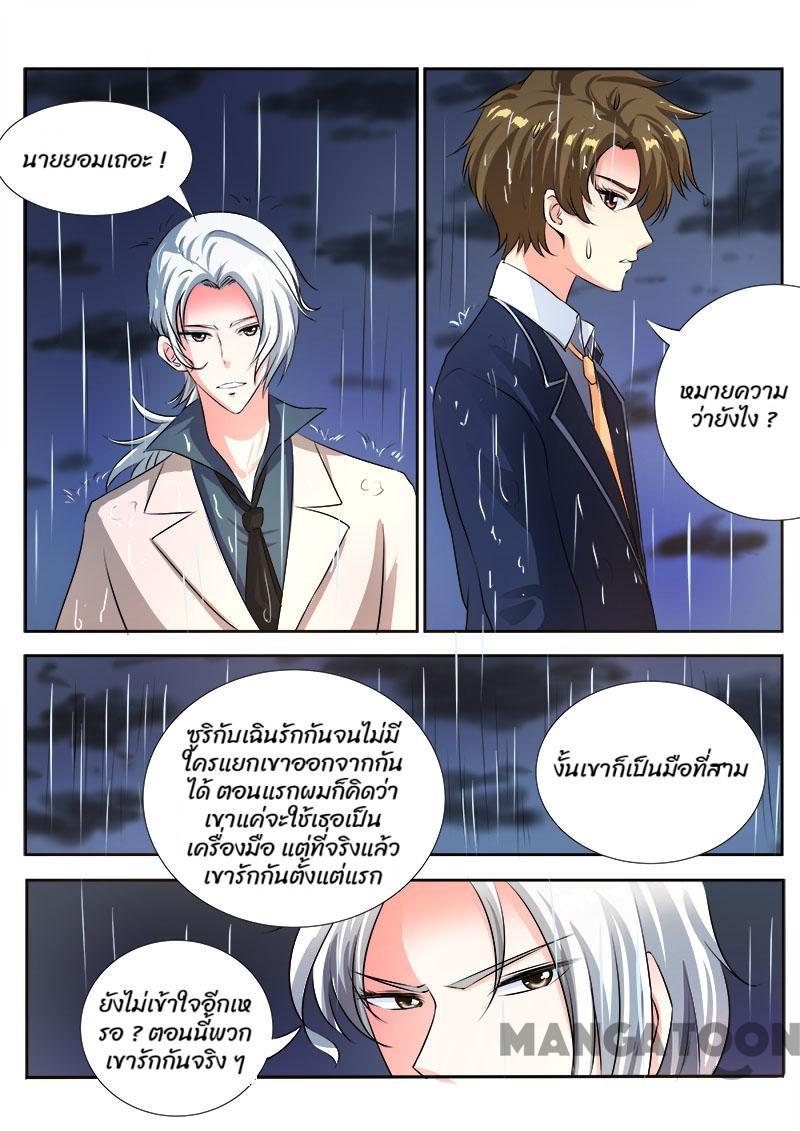 นายยอมเถอะ !
หมายความ
ว่ายังไง ?
ซูริกับเฉินรักกันจนไม่มี
ใครแยกเขาออกจากกัน
ได้ ตอนแรกผมก็คิดว่า
เขาแค่จะใช้เธอเป็น
เครื่องมือ แต่ที่จริงแล้ว
เขารักกันตั้งแต่แรก
งั้นเขาก็เป็นมือที่สาม
ยังไม่เข้าใจอีกเห
รอ ? ตอนนี้พวก
เขารักกันจริง ๆ
MANGATOON